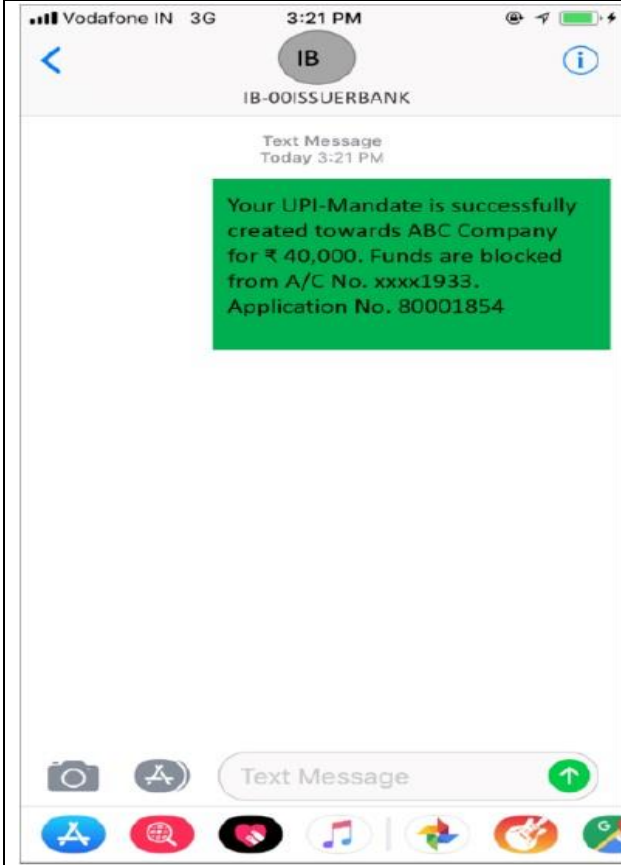 Vodafone IN 3G 3:21 PM
IB
IB-00ISSUERBANK
Text Message
Today 3:21 PM
Your UPI-Mandate is successfully
created towards ABC Company
for ₹ 40,000. Funds are blocked
from A/C No. xxxx1933.
Application No. 80001854
Text Message